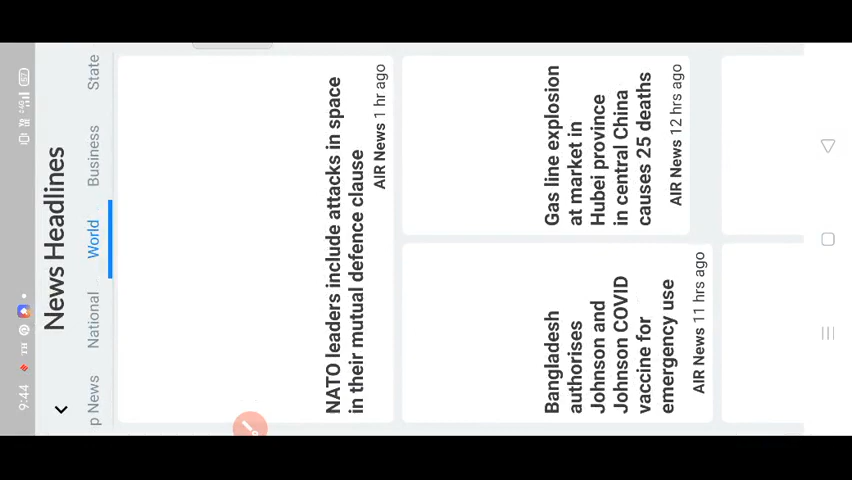 9:44
TH
57
News Headlines
p News
National
World
Business
State
NATO leaders include attacks in space
in their mutual defence clause
AIR News 1 hr ago
Bangladesh
authorises
Johnson and
Johnson COVID
vaccine for
emergency use
AIR News 11 hrs ago
Gas line explosion
at market in
Hubei province
in central China
causes 25 deaths
AIR News 12 hrs ago